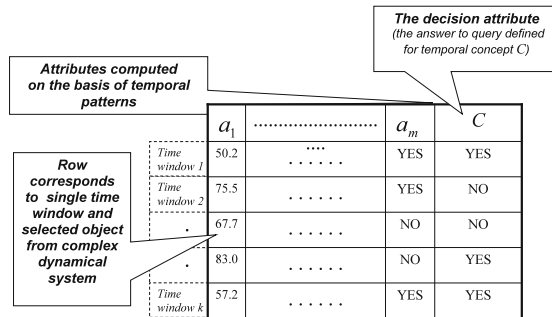 The decision attribute
(the answer to query defined
for temporal concept C)
Attributes computed
on the basis of temporal
patterns
a1 ........................ am C
Row
corresponds
to single time
window and
selected object
from complex
dynamical
system
Time
window 1 50.2 .... . . . . . . YES YES
Time
window 2 75.5 . . . . . . YES NO
. 67.7 . . . . . . NO NO
. 83.0 . . . . . . NO YES
Time
window k 57.2 . . . . . . YES YES